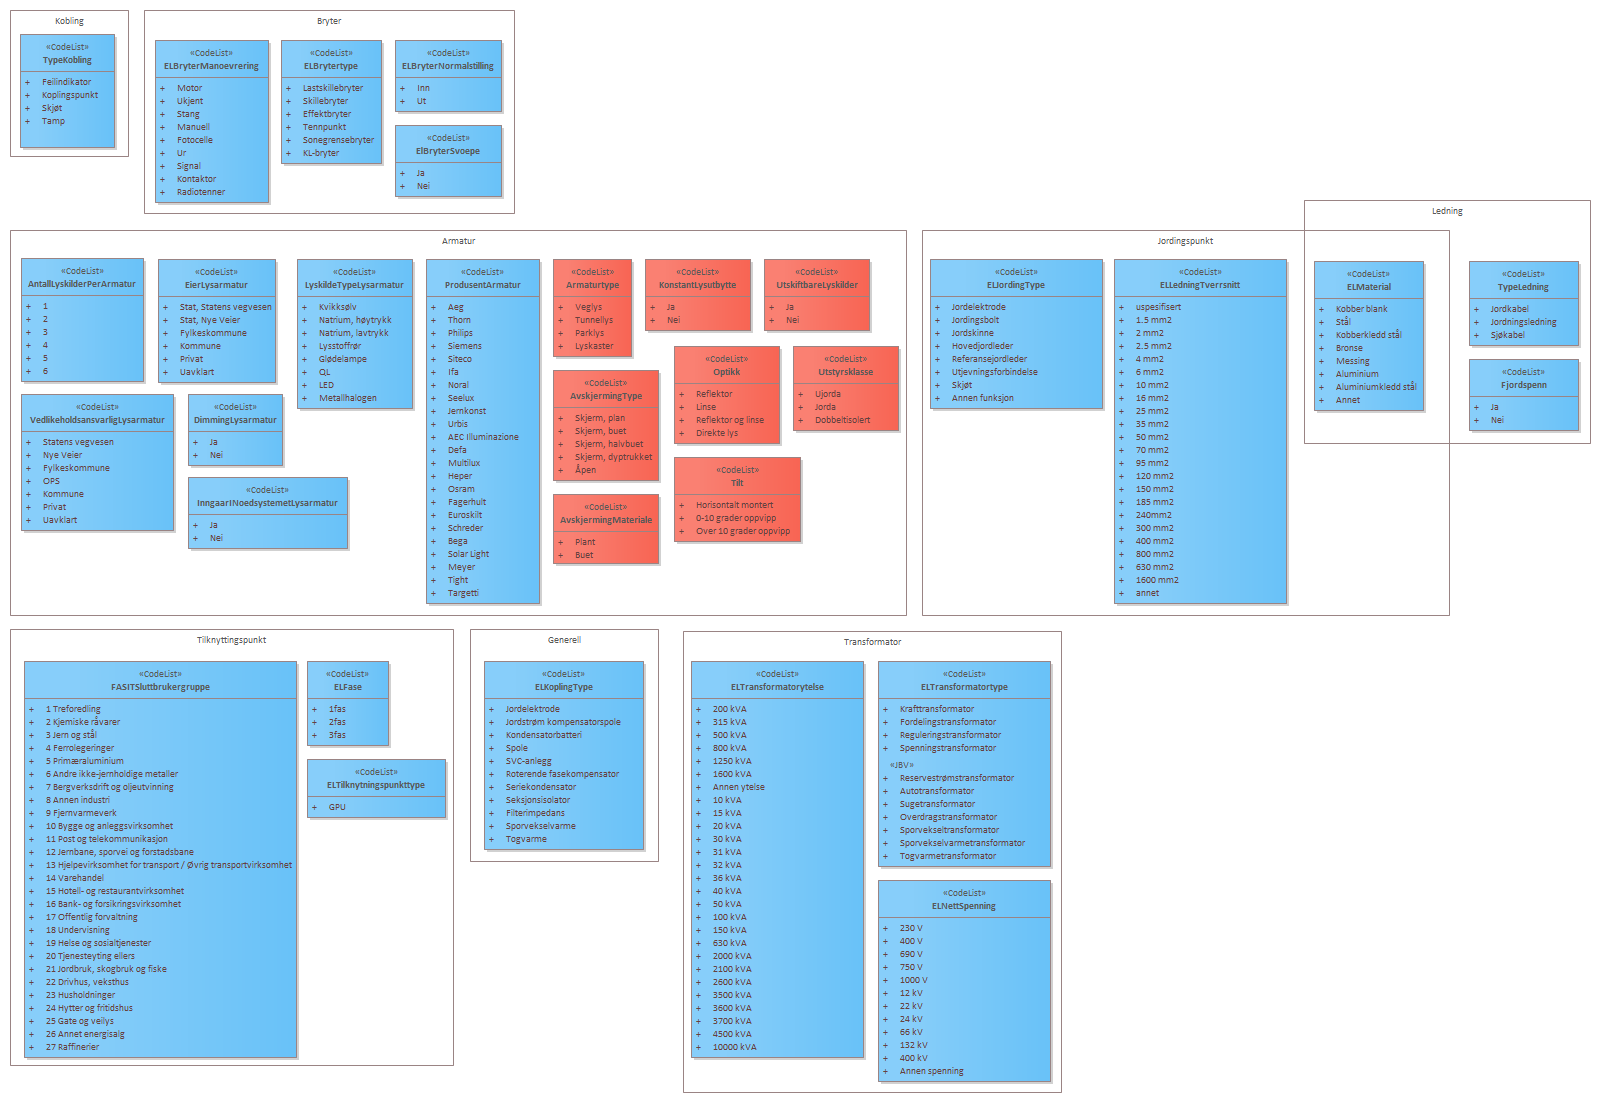 Kobling
«CodeList»
TypeKobling
+ Feilindikator
+ Koplingspunkt
+ Skjøt
+ Tamp
Bryter
«CodeList»
ELBryterManoevrering
+ Motor
+ Ukjent
+ Stang
+ Manuell
+ Fotocelle
+ Ur
+ Signal
+ Kontaktor
+ Radiotenner
«CodeList»
ELBrytertype
+ Lastskillebryter
+ Skillebryter
+ Effektbryter
+ Tennpunkt
+ Sonegrensebryter
+ KL-bryter
«CodeList»
ELBryterNormalstilling
+ Inn
+ Ut
«CodeList»
ElBryterSvoepe
+ Ja
+ Nei
Armatur
«CodeList»
AntallLyskilderPerArmatur
+ 1
+ 2
+ 3
+ 4
+ 5
+ 6
«CodeList»
EierLysarmatur
+ Stat, Statens vegvesen
+ Stat, Nye Veier
+ Fylkeskommune
+ Kommune
+ Privat
+ Uavklart
«CodeList»
LyskildeTypeLysarmatur
+ Kvikksølv
+ Natrium, høytrykk
+ Natrium, lavtrykk
+ Lysstoffrør
+ Glødelampe
+ QL
+ LED
+ Metallhalogen
«CodeList»
ProdusentArmatur
+ Aeg
+ Thorn
+ Philips
+ Siemens
+ Siteco
+ Ifa
+ Noral
+ Seelux
+ Jernkonst
+ Urbis
+ AEC Illuminazione
+ Defa
+ Multilux
+ Heper
+ Osram
+ Fagerhult
+ Euroskilt
+ Schreder
+ Bega
+ Solar Light
+ Meyer
+ Tight
+ Targetti
«CodeList»
Armaturtype
+ Veglys
+ Tunnellys
+ Parklys
+ Lyskaster
«CodeList»
KonstantLysutbytte
+ Ja
+ Nei
«CodeList»
UtskiftbareLyskilder
+ Ja
+ Nei
«CodeList»
VedlikeholdsansvarligLysarmatur
+ Statens vegvesen
+ Nye Veier
+ Fylkeskommune
+ OPS
+ Kommune
+ Privat
+ Uavklart
«CodeList»
DimmingLysarmatur
+ Ja
+ Nei
«CodeList»
InngaarINoedsystemetLysarmatur
+ Ja
+ Nei
«CodeList»
AvskjermingType
+ Skjerm, plan
+ Skjerm, buet
+ Skjerm, halvbuet
+ Skjerm, dyptrukket
+ Åpen
«CodeList»
Optikk
+ Reflektor
+ Linse
+ Reflektor og linse
+ Direkte lys
«CodeList»
Utstyrsklasse
+ Ujorda
+ Jorda
+ Dobbeltisolert
«CodeList»
AvskjermingMateriale
+ Plant
+ Buet
«CodeList»
Tilt
+ Horisontalt montert
+ 0-10 grader oppvipp
+ Over 10 grader oppvipp
Jordingspunkt
«CodeList»
ELJordingType
+ Jordelektrode
+ Jordingsbolt
+ Jordskinne
+ Hovedjordleder
+ Referansejordleder
+ Utjevningsforbindelse
+ Skjøt
+ Annen funksjon
«CodeList»
ELLedningTverrsnitt
+ uspesifisert
+ 1.5 mm2
+ 2 mm2
+ 2.5 mm2
+ 4 mm2
+ 6 mm2
+ 10 mm2
+ 16 mm2
+ 25 mm2
+ 35 mm2
+ 50 mm2
+ 70 mm2
+ 95 mm2
+ 120 mm2
+ 150 mm2
+ 185 mm2
+ 240mm2
+ 300 mm2
+ 400 mm2
+ 800 mm2
+ 630 mm2
+ 1600 mm2
+ annet
Ledning
«CodeList»
ELMaterial
+ Kobber blank
+ Stål
+ Kobberkledd stål
+ Bronse
+ Messing
+ Aluminium
+ Aluminiumkledd stål
+ Annet
«CodeList»
TypeLedning
+ Jordkabel
+ Jordningsledning
+ Sjøkabel
«CodeList»
Fjordspenn
+ Ja
+ Nei
Tilknyttingspunkt
«CodeList»
FASITSluttbrukergruppe
+ 1 Treforedling
+ 2 Kjemiske råvarer
+ 3 Jern og stål
+ 4 Ferrolegeringer
+ 5 Primæraluminium
+ 6 Andre ikke-jernholdige metaller
+ 7 Bergverksdrift og oljeutvinning
+ 8 Annen industri
+ 9 Fjernvarmeverk
+ 10 Bygge og anleggsvirksomhet
+ 11 Post og telekommunikasjon
+ 12 Jernbane, sporvei og forstadsbane
+ 13 Hjelpevirksomhet for transport / Øvrig transportvirksomhet
+ 14 Varehandel
+ 15 Hotell- og restaurantvirksomhet
+ 16 Bank- og forsikringsvirksomhet
+ 17 Offentlig forvaltning
+ 18 Undervisning
+ 19 Helse og sosialtjenester
+ 20 Tjenesteyting ellers
+ 21 Jordbruk, skogbruk og fiske
+ 22 Drivhus, veksthus
+ 23 Husholdninger
+ 24 Hytter og fritidshus
+ 25 Gate og veilys
+ 26 Annet energisalg
+ 27 Raffinerier
«CodeList»
ELFase
+ 1fas
+ 2fas
+ 3fas
«CodeList»
ELTilknytningspunkttype
+ GPU
Generell
«CodeList»
ELKoplingType
+ Jordelektrode
+ Jordstrøm kompensatorspole
+ Kondensatorbatteri
+ Spole
+ SVC-anlegg
+ Roterende fasekompensator
+ Seriekondensator
+ Seksjonsisolator
+ Filterimpedans
+ Sporvekselvarme
+ Togvarme
Transformator
«CodeList»
ELTransformatorytelse
+ 200 kVA
+ 315 kVA
+ 500 kVA
+ 800 kVA
+ 1250 kVA
+ 1600 kVA
+ Annen ytelse
+ 10 kVA
+ 15 kVA
+ 20 kVA
+ 30 kVA
+ 31 kVA
+ 32 kVA
+ 36 kVA
+ 40 kVA
+ 50 kVA
+ 100 kVA
+ 150 kVA
+ 630 kVA
+ 2000 kVA
+ 2100 kVA
+ 2600 kVA
+ 3500 kVA
+ 3600 kVA
+ 3700 kVA
+ 4500 kVA
+ 10000 kVA
«CodeList»
ELTransformatortype
+ Krafttransformator
+ Fordelingstransformator
+ Reguleringstransformator
+ Spenningstransformator
«JBV»
+ Reservestrømstransformator
+ Autotransformator
+ Sugetransformator
+ Overdragstransformator
+ Sporvekseltransformator
+ Sporvekselvarmetransformator
+ Togvarmetransformator
«CodeList»
ELNettSpenning
+ 230 V
+ 400 V
+ 690 V
+ 750 V
+ 1000 V
+ 12 kV
+ 22 kV
+ 24 kV
+ 66 kV
+ 132 kV
+ 400 kV
+ Annen spenning